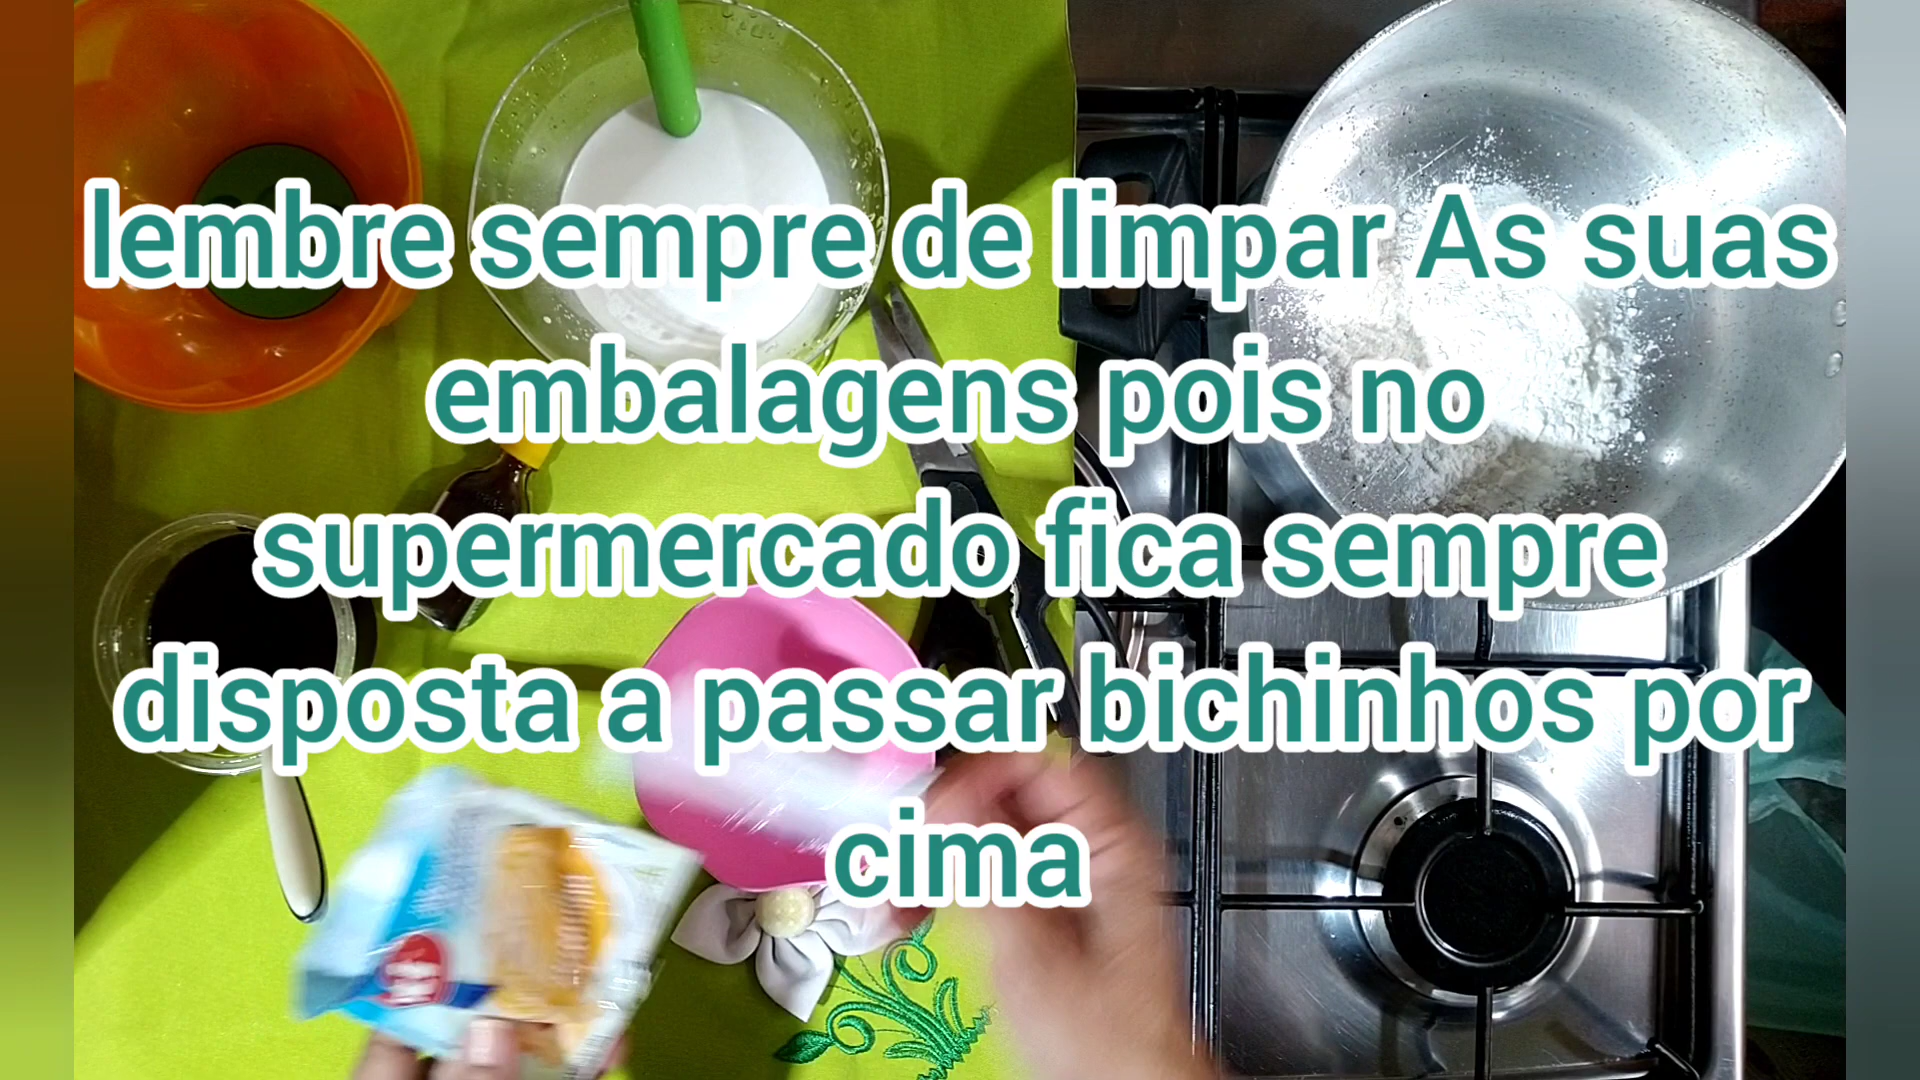 lembre sempre de limpar As suas
embalagens pois no
supermercado fica sempre
disposta a passar bichinhos por
cima